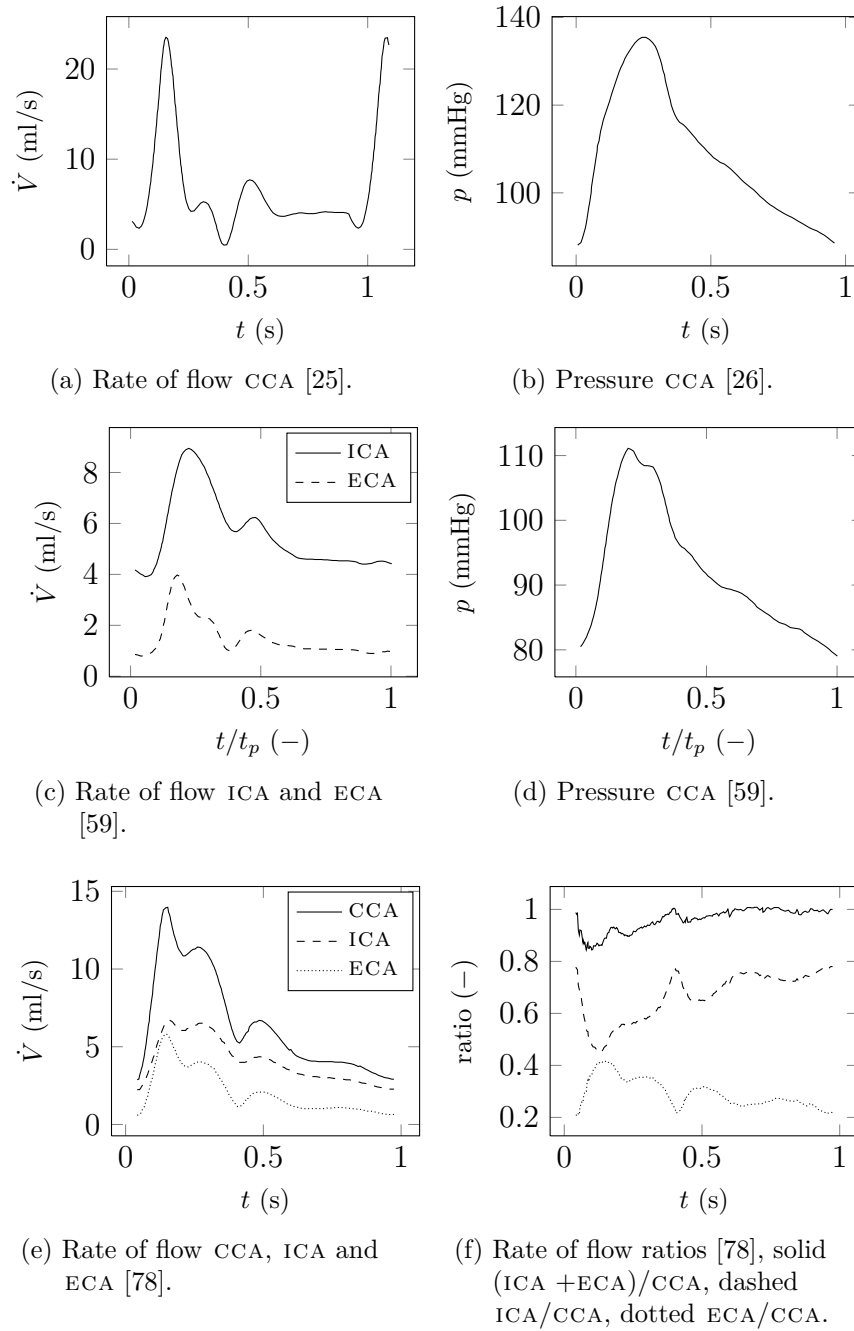 20
10
0
V̇ (ml/s)
0
0.5
1
t (s)
(a) Rate of flow CCA [25].
140
120
100
p (mmHg)
0
0.5
1
t (s)
(b) Pressure CCA [26].
8
6
4
2
0
V̇ (ml/s)
ICA
ECA
0
0.5
1
t/tₚ (−)
(c) Rate of flow ICA and ECA
[59].
110
100
90
80
p (mmHg)
0
0.5
1
t/tₚ (−)
(d) Pressure CCA [59].
15
10
5
0
V̇ (ml/s)
CCA
ICA
ECA
0
0.5
1
t (s)
(e) Rate of flow CCA, ICA and
ECA [78].
1
0.8
0.6
0.4
0.2
ratio (−)
0
0.5
1
t (s)
(f) Rate of flow ratios [78], solid
(ICA +ECA)/CCA, dashed
ICA/CCA, dotted ECA/CCA.